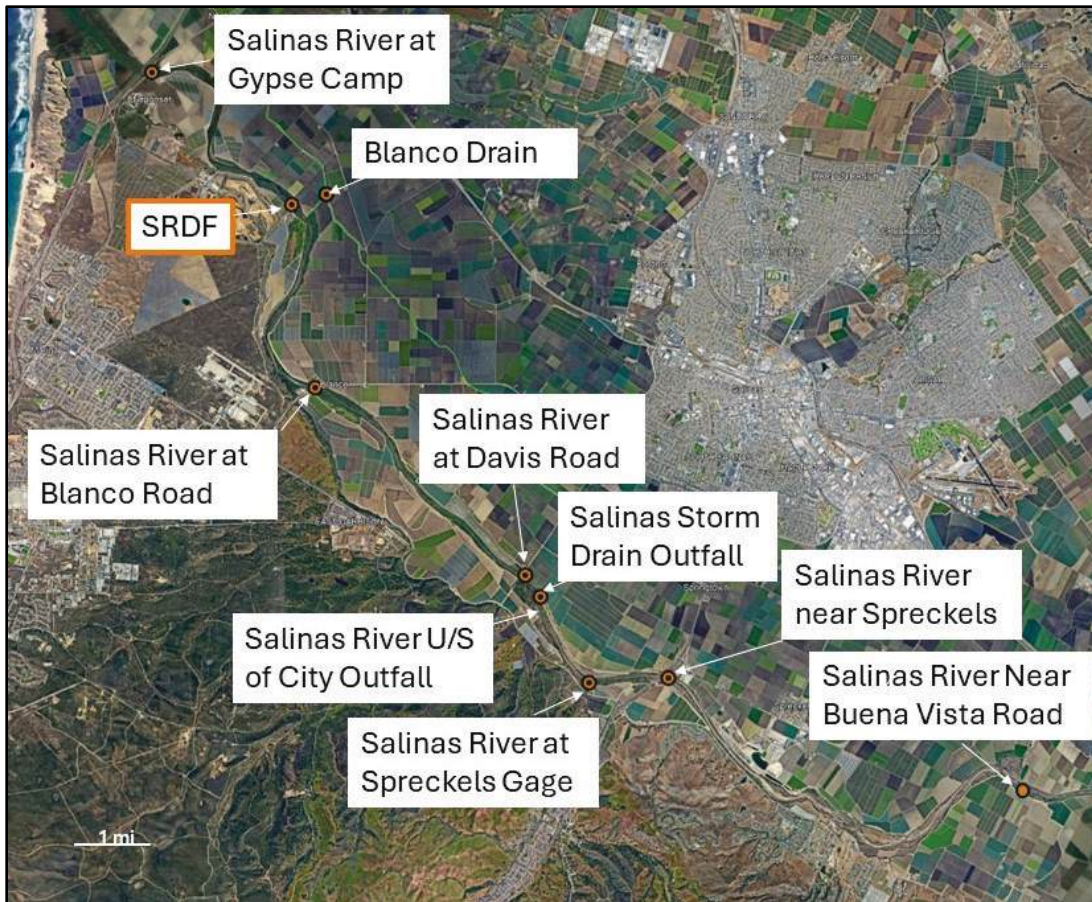 Salinas River at
Gypse Camp
Blanco Drain
SRDF
Salinas River at
Blanco Road
Salinas River
at Davis Road
Salinas Storm
Drain Outfall
Salinas River
near Spreckels
Salinas River U/S
of City Outfall
Salinas River Near
Buena Vista Road
Salinas River at
Spreckels Gage
1 mi
Blanco
Salinas